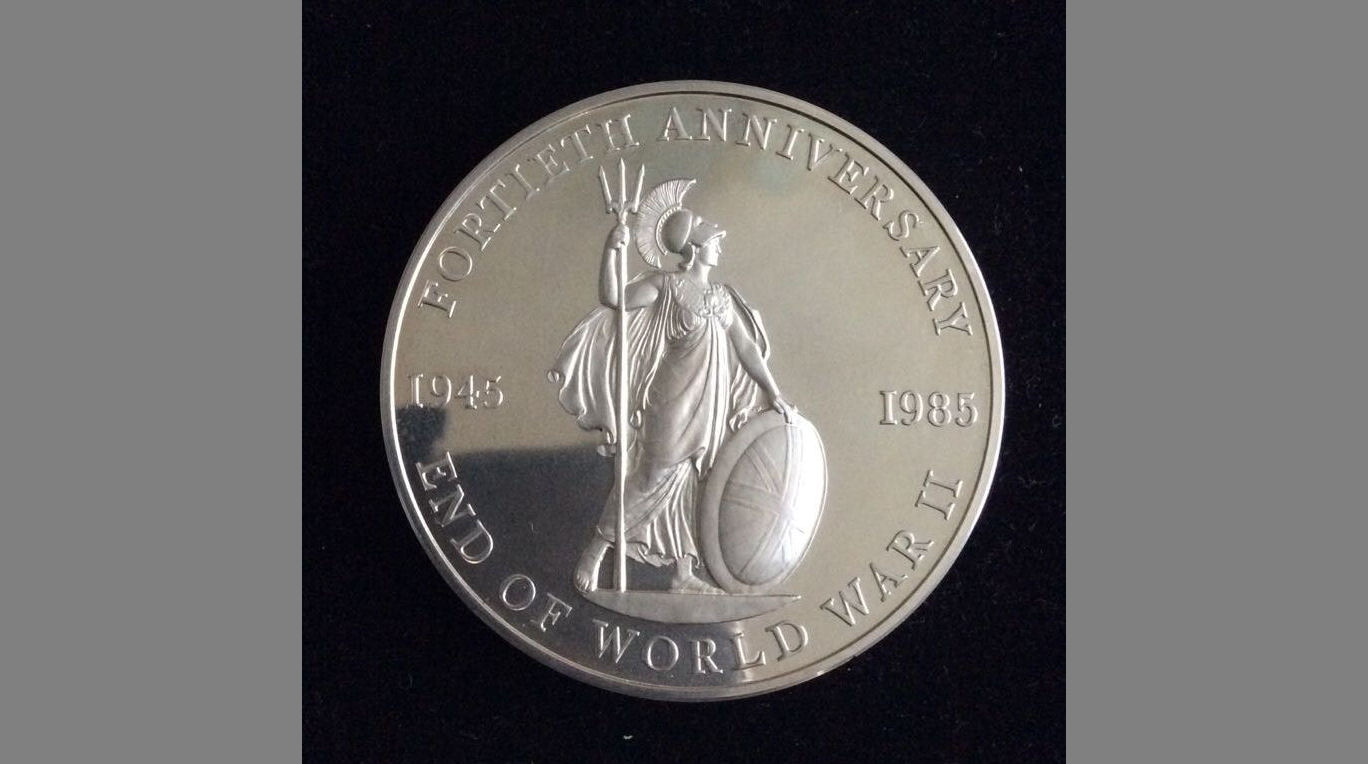 FORTIETH ANNIVERSARY
1945
1985
END OF WORLD WAR II